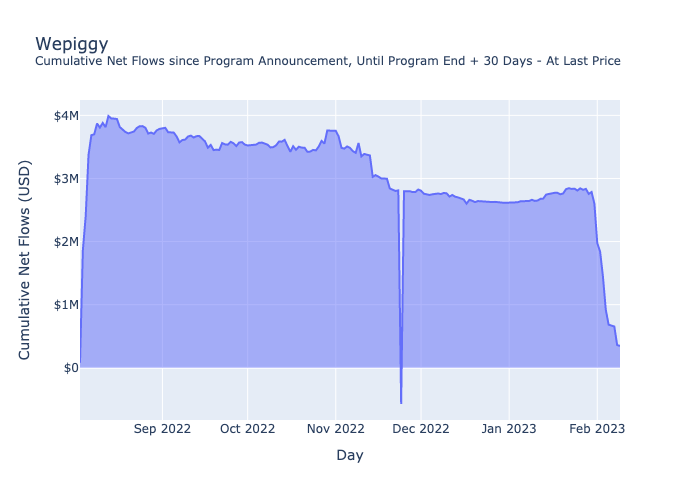 Wepiggy
Cumulative Net Flows since Program Announcement, Until Program End + 30 Days - At Last Price
Cumulative Net Flows (USD)
$4M
$3M
$2M
$1M
$0
Sep 2022
Oct 2022
Nov 2022
Dec 2022
Jan 2023
Feb 2023
Day